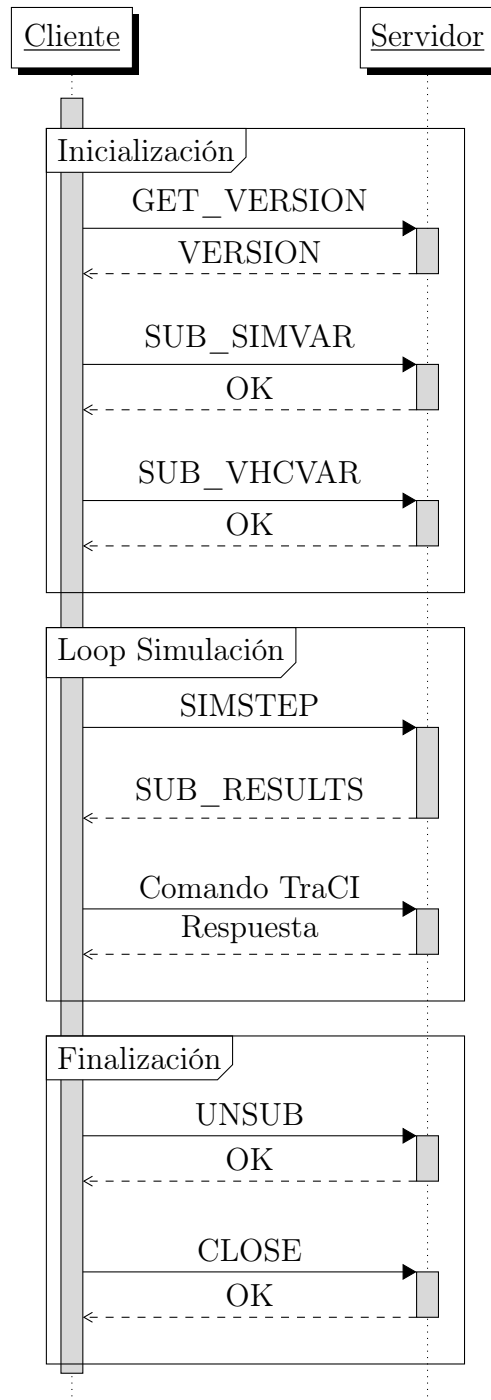 Cliente
Servidor
Inicialización
GET_VERSION
VERSION
SUB_SIMVAR
OK
SUB_VHCVAR
OK
Loop Simulación
SIMSTEP
SUB_RESULTS
Comando TraCI
Respuesta
Finalización
UNSUB
OK
CLOSE
OK